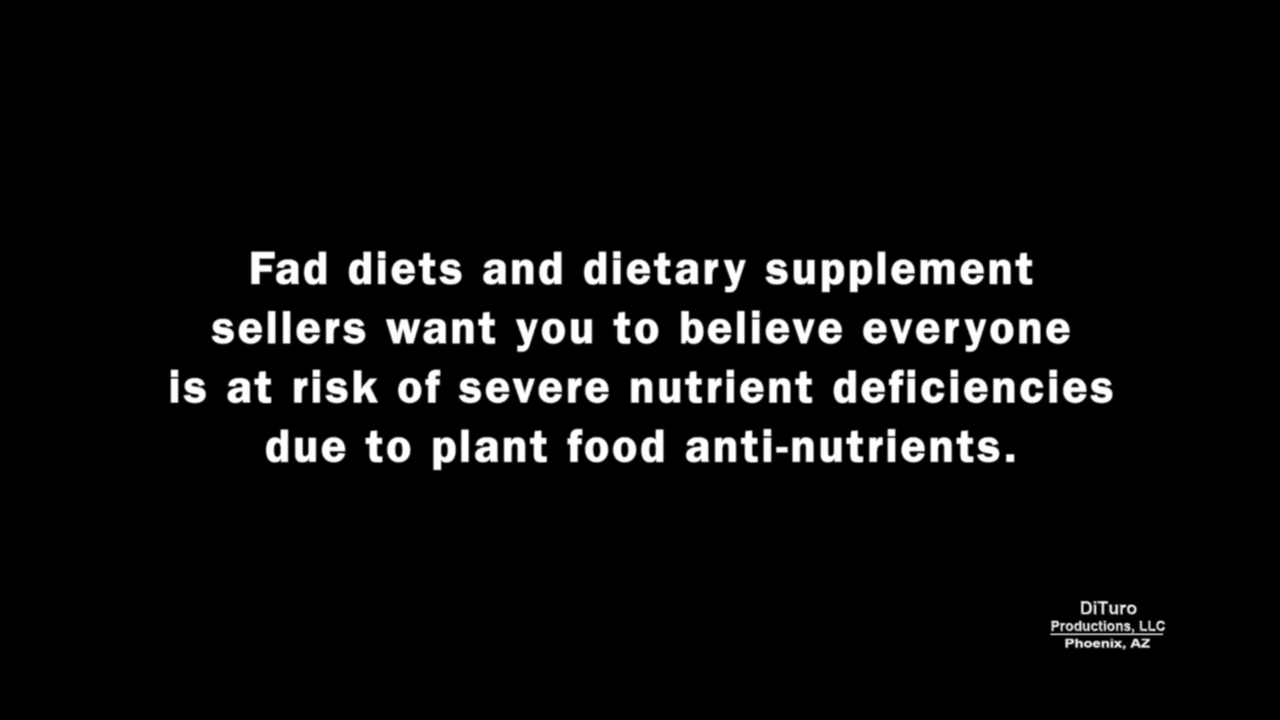 Fad diets and dietary supplement
sellers want you to believe everyone
is at risk of severe nutrient deficiencies
due to plant food anti-nutrients.
DiTuro
Productions, LLC
Phoenix, AZ